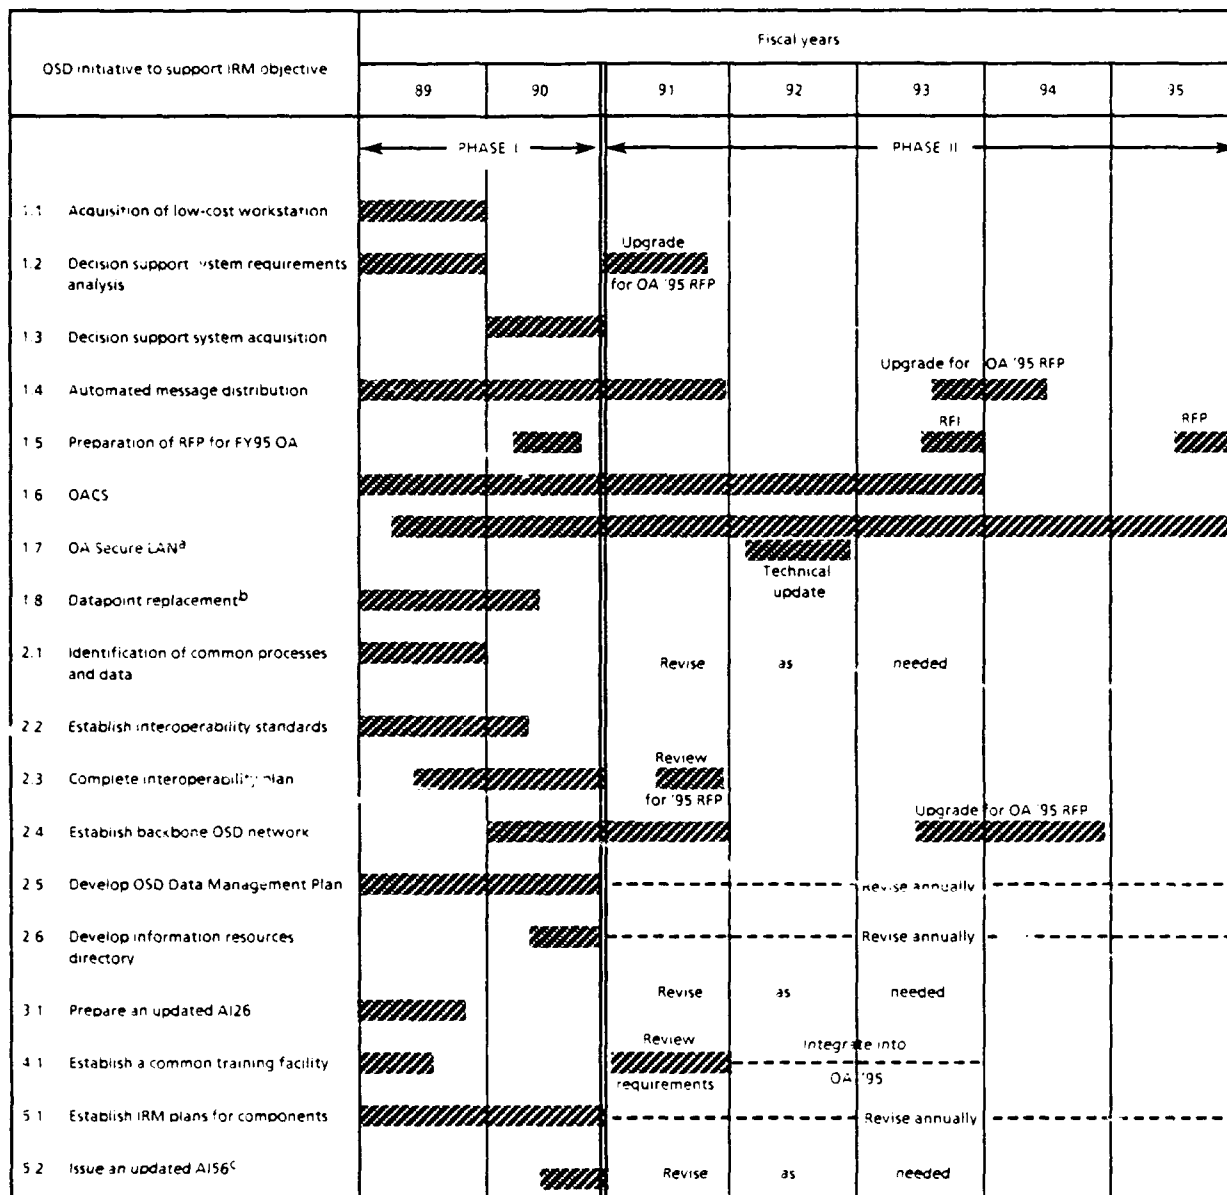 OSD initiative to support IRM objective
Fiscal years
89 90 91 92 93 94 95
PHASE I PHASE II
1.1 Acquisition of low-cost workstation
Upgrade
1.2 Decision support system requirements
analysis
for OA '95 RFP
1.3 Decision support system acquisition
Upgrade for OA '95 RFP
1.4 Automated message distribution
RFI RFP
1.5 Preparation of RFP for FY95 OA
1.6 OACS
1.7 OA Secure LANa
Technical
update
1.8 Datapoint replacementb
2.1 Identification of common processes
and data
Revise as needed
2.2 Establish interoperability standards
Review
2.3 Complete interoperability plan
for '95 RFP
Upgrade for OA '95 RFP
2.4 Establish backbone OSD network
2.5 Develop OSD Data Management Plan Revise annually
2.6 Develop information resources
directory
Revise annually
Revise as needed
3.1 Prepare an updated AI26
Review Integrate into
4.1 Establish a common training facility
requirements OA '95
5.1 Establish IRM plans for components Revise annually
5.2 Issue an updated AI56c Revise as needed